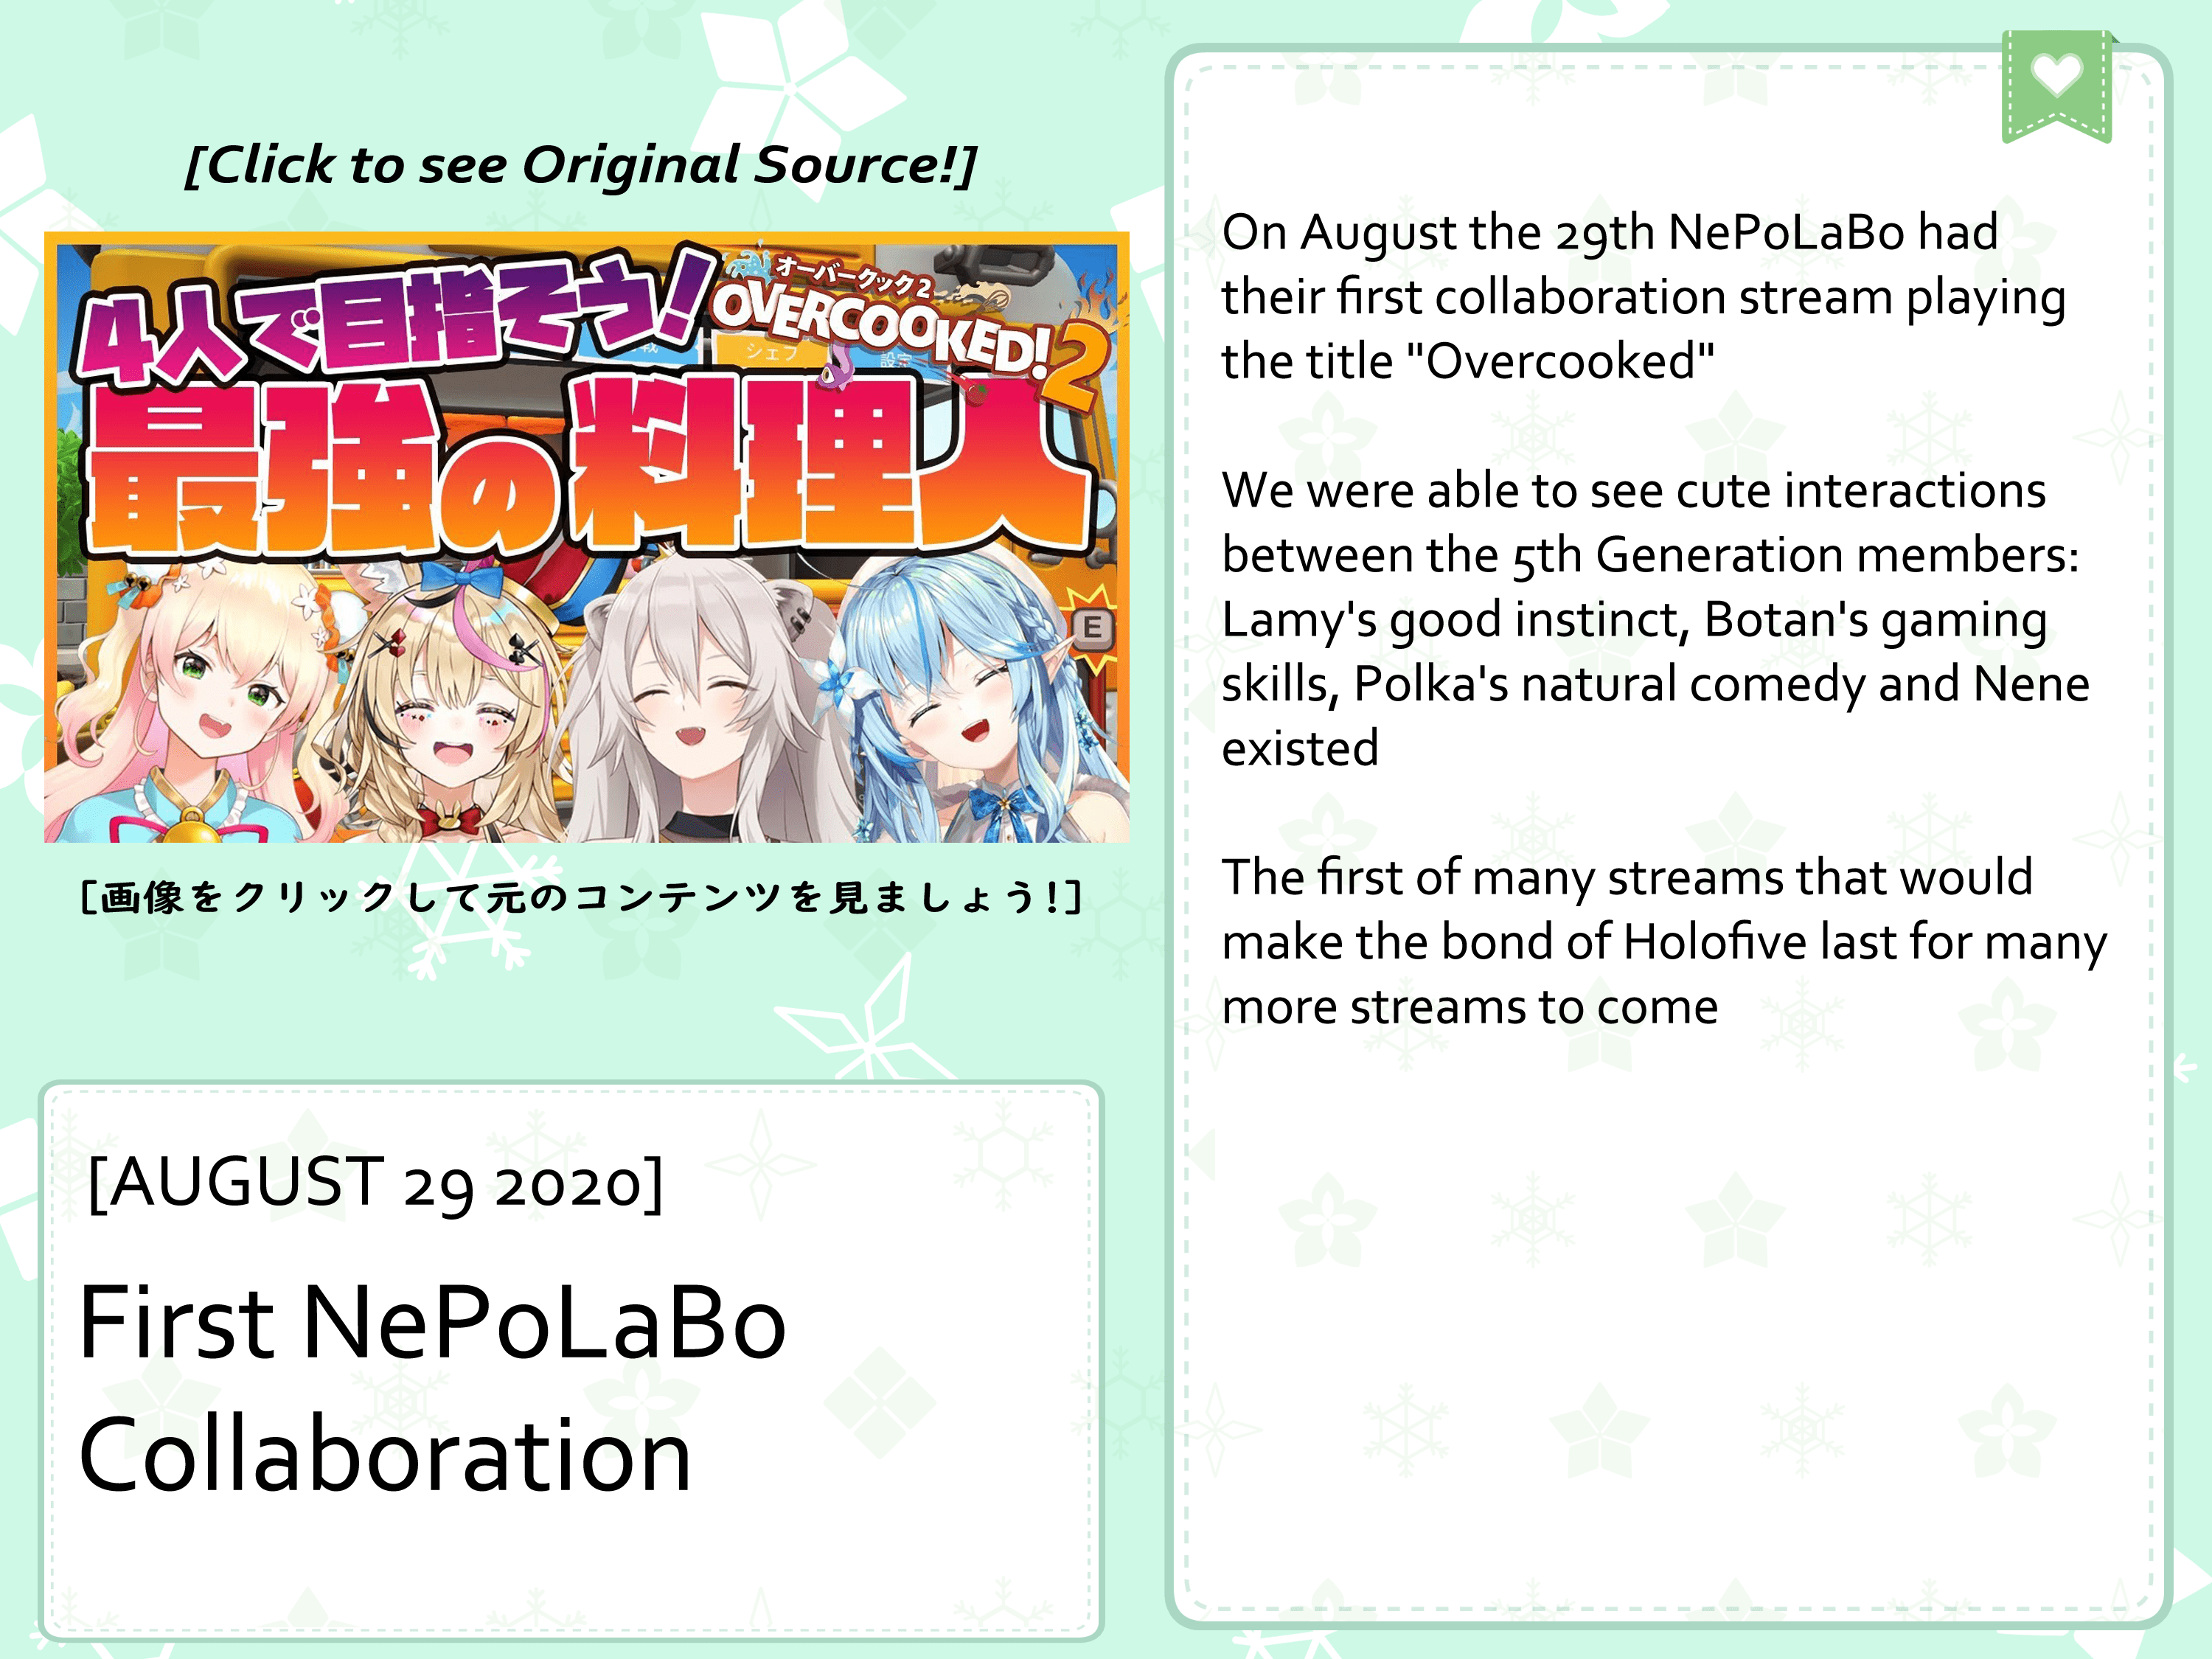 [Click to see Original Source!]
4人で目指そう!
オーバークック2
OVERCOOKED! 2
シェフ
設定
最強の料理人
E
[画像をクリックして元のコンテンツを見ましょう!]
[AUGUST 29 2020]
First NePoLaBo
Collaboration
On August the 29th NePoLaBo had
their first collaboration stream playing
the title "Overcooked"
We were able to see cute interactions
between the 5th Generation members:
Lamy's good instinct, Botan's gaming
skills, Polka's natural comedy and Nene
existed
The first of many streams that would
make the bond of Holofive last for many
more streams to come